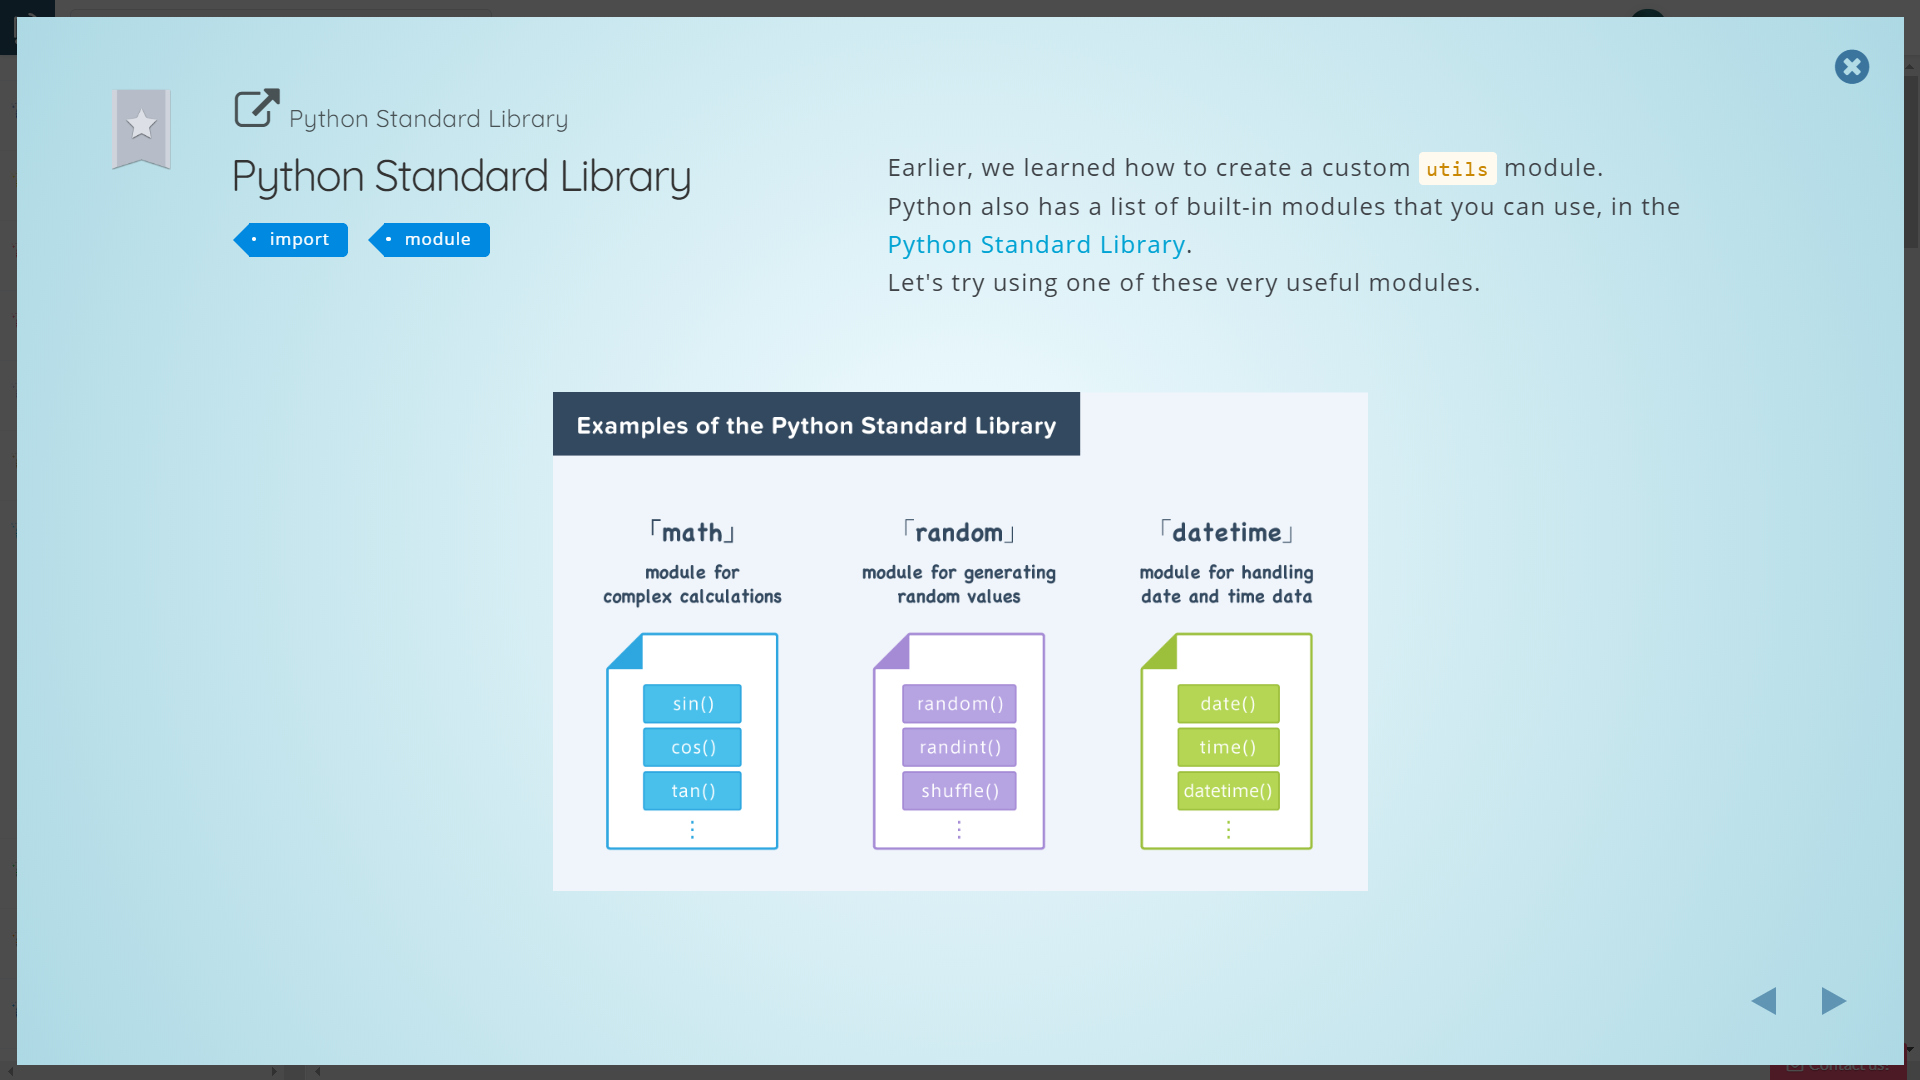 Python Standard Library
Python Standard Library
import
module
Earlier, we learned how to create a custom utils module.
Python also has a list of built-in modules that you can use, in the
Python Standard Library.
Let's try using one of these very useful modules.
Examples of the Python Standard Library
「math」
module for
complex calculations
sin()
cos()
tan()
「random」
module for generating
random values
random()
randint()
shuffle()
「datetime」
module for handling
date and time data
date()
time()
datetime()
Contact us!